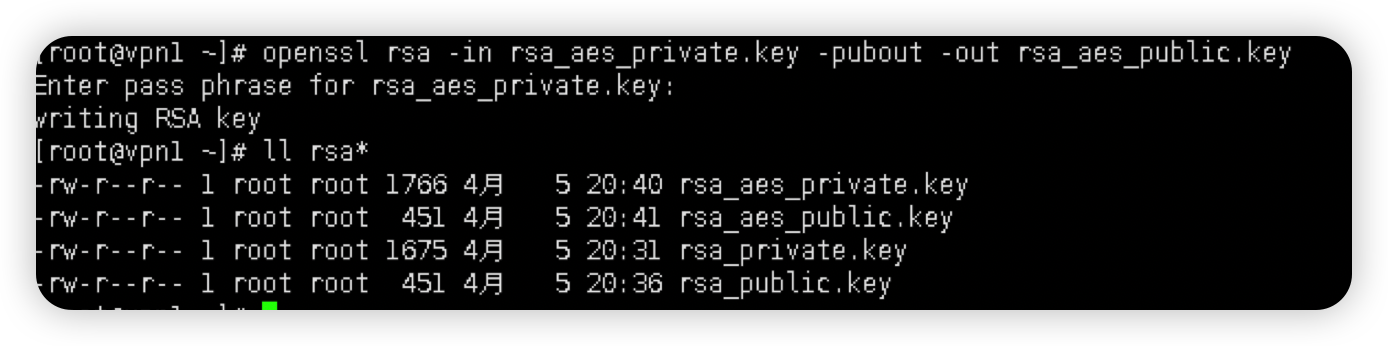 [root@vpn1 ~]# openssl rsa -in rsa_aes_private.key -pubout -out rsa_aes_public.key
Enter pass phrase for rsa_aes_private.key:
writing RSA key
[root@vpn1 ~]# ll rsa*
-rw-r--r-- 1 root root 1766 4月   5 20:40 rsa_aes_private.key
-rw-r--r-- 1 root root  451 4月   5 20:41 rsa_aes_public.key
-rw-r--r-- 1 root root 1675 4月   5 20:31 rsa_private.key
-rw-r--r-- 1 root root  451 4月   5 20:36 rsa_public.key